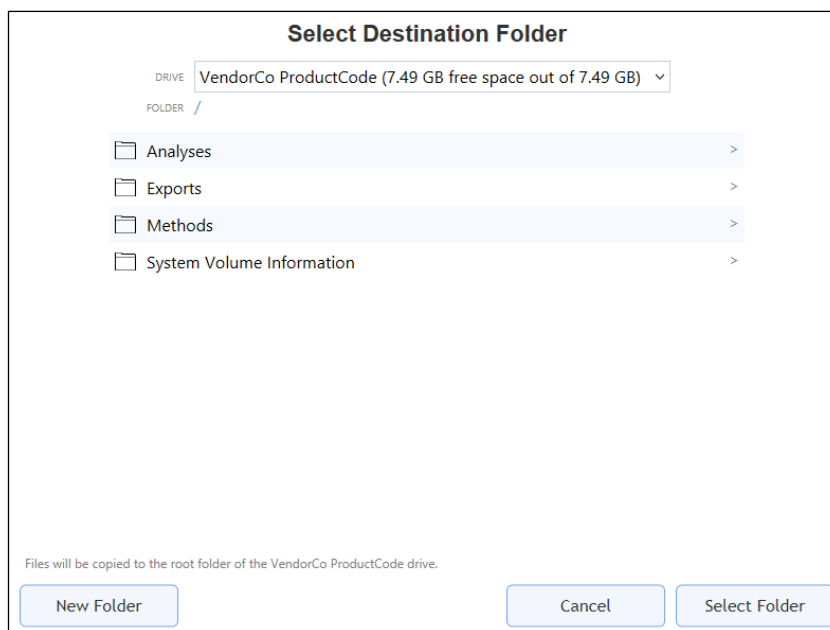 Select Destination Folder
DRIVE VendorCo ProductCode (7.49 GB free space out of 7.49 GB)
FOLDER /
Analyses >
Exports >
Methods >
System Volume Information >
Files will be copied to the root folder of the VendorCo ProductCode drive.
New Folder Cancel Select Folder